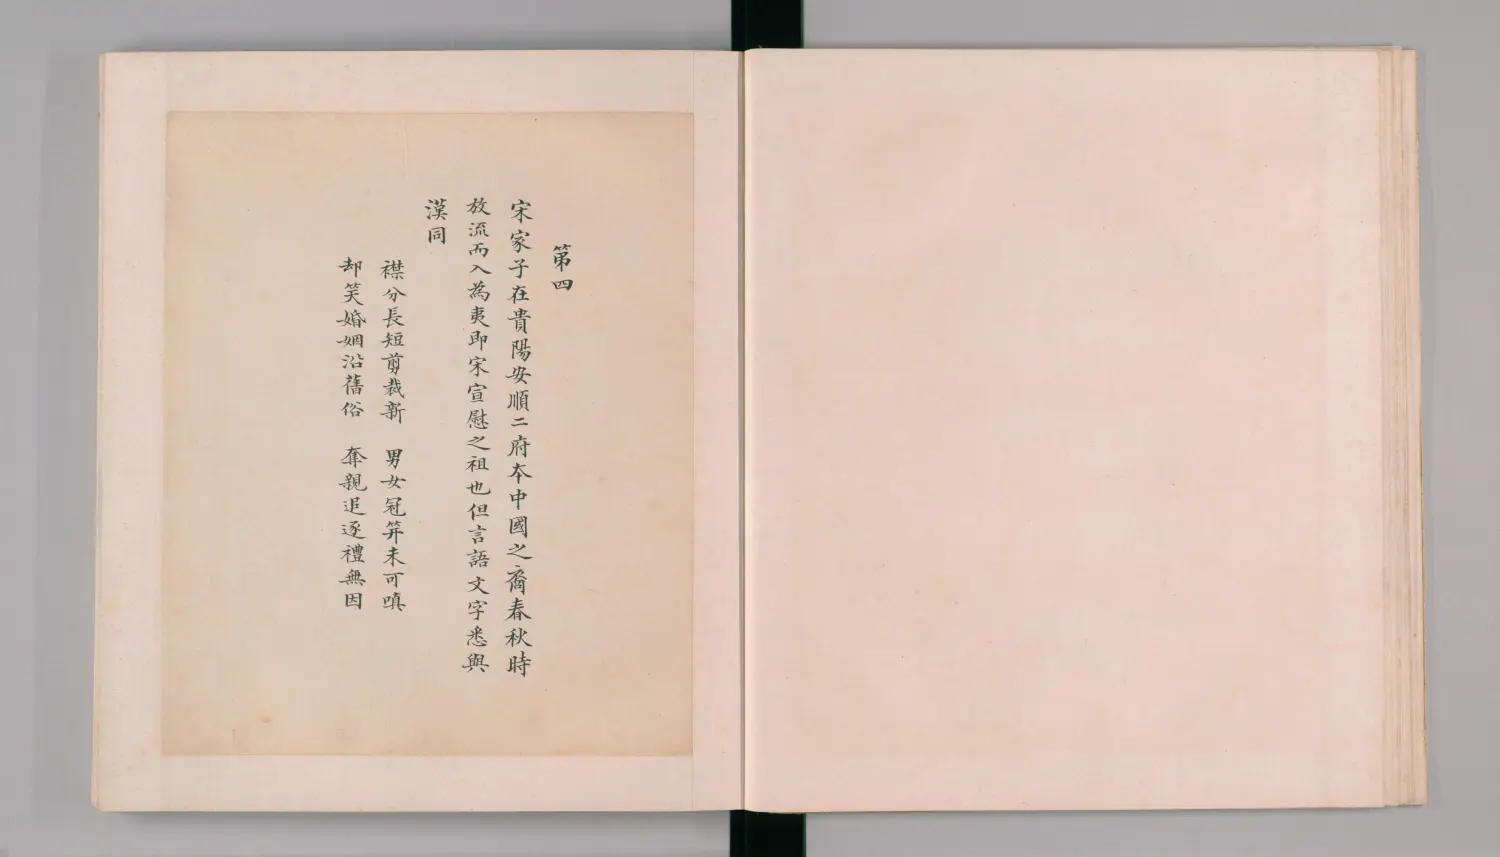 第四
宋家子在貴陽安順二府本中國之裔春秋時
放流而入為夷即宋宣慰之祖也但言語文字悉與
漢同
襟分長短剪裁新 男女冠笄未可嗔
却笑婚姻沿舊俗 奪親追逐禮無因